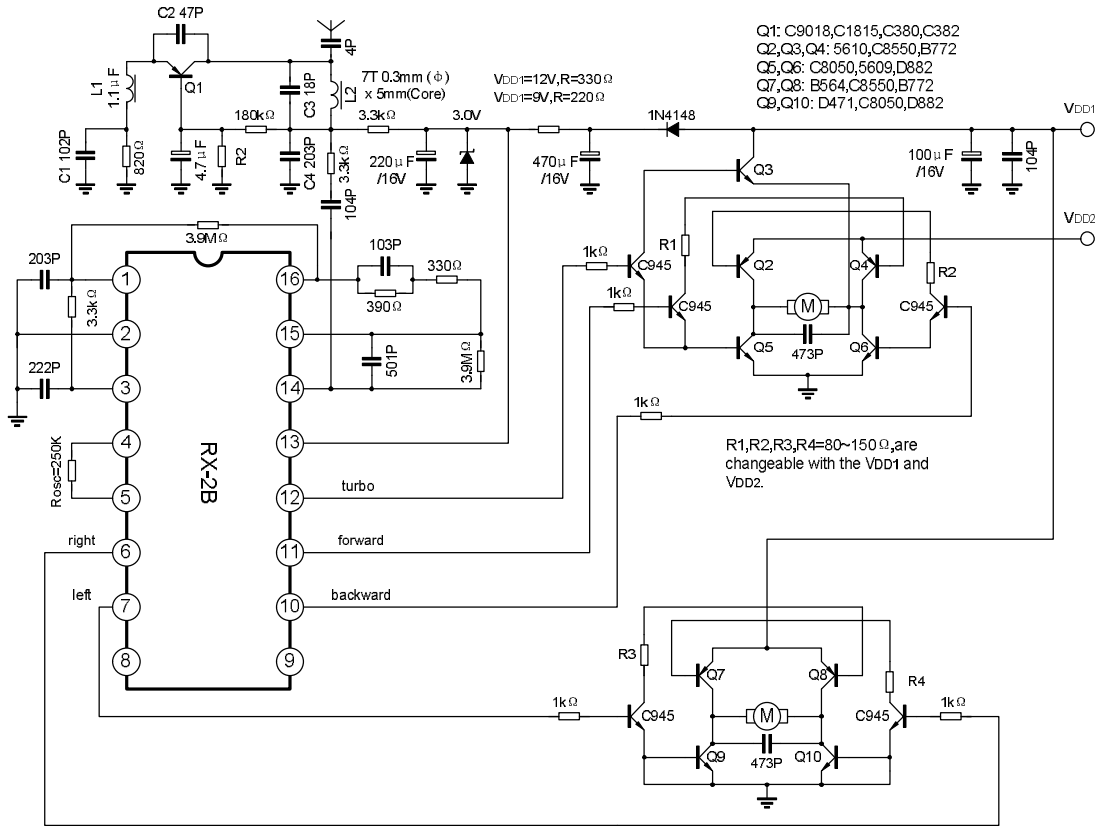 C2 47P
4P
L1
1.1μF
Q1
C3 18P
L2
7T 0.3mm (Φ)
x 5mm(Core)
VDD1=12V,R=330Ω
VDD1=9V,R=220Ω
Q1: C9018,C1815,C380,C382
Q2,Q3,Q4: 5610,C8550,B772
Q5,Q6: C8050,5609,D882
Q7,Q8: B564,C8550,B772
Q9,Q10: D471,C8050,D882
180kΩ
3.3kΩ
3.0V
1N4148
VDD1
C1 102P
820Ω
4.7μF
R2
C4 203P
3.3kΩ
220μF
/16V
470μF
/16V
Q3
100μF
/16V
104P
104P
3.9MΩ
VDD2
203P
103P
R1
1kΩ
C945
Q2
Q4
R2
1
16
330Ω
390Ω
3.3kΩ
1kΩ
C945
M
C945
2
15
473P
222P
501P
3.9MΩ
Q5
Q6
3
14
1kΩ
Rosc=250K
4
13
R1,R2,R3,R4=80~150Ω,are
changeable with the VDD1 and
VDD2.
RX-2B
5
12
turbo
right
6
11
forward
left
7
10
backward
8
9
R3
Q7
Q8
R4
1kΩ
C945
M
C945
1kΩ
Q9
473P
Q10